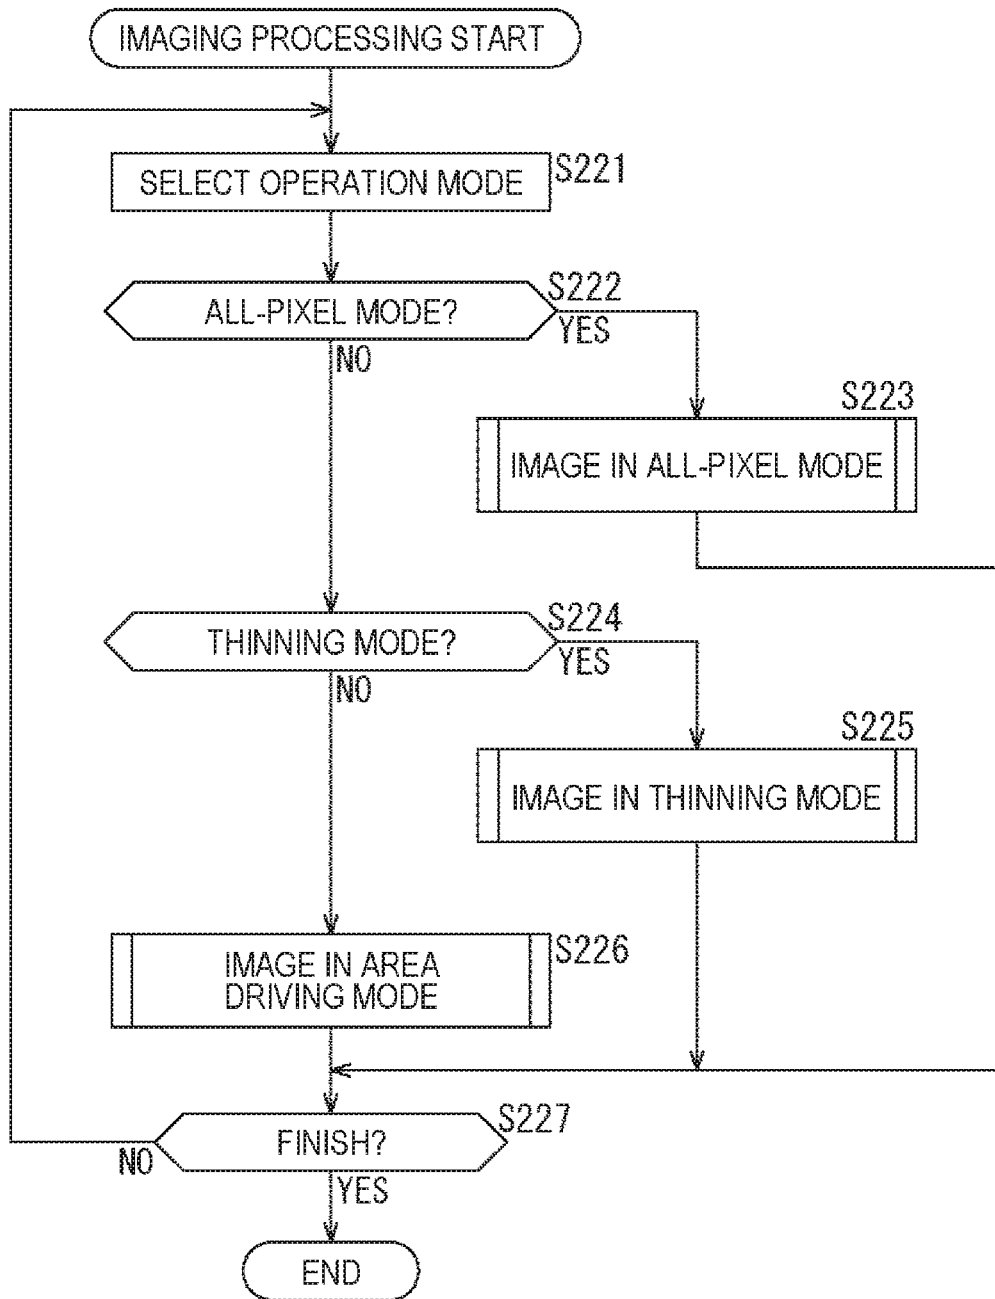 IMAGING PROCESSING START
SELECT OPERATION MODE
S221
ALL-PIXEL MODE?
S222
YES
NO
S223
IMAGE IN ALL-PIXEL MODE
THINNING MODE?
S224
YES
NO
S225
IMAGE IN THINNING MODE
IMAGE IN AREA
DRIVING MODE
S226
FINISH?
S227
NO
YES
END